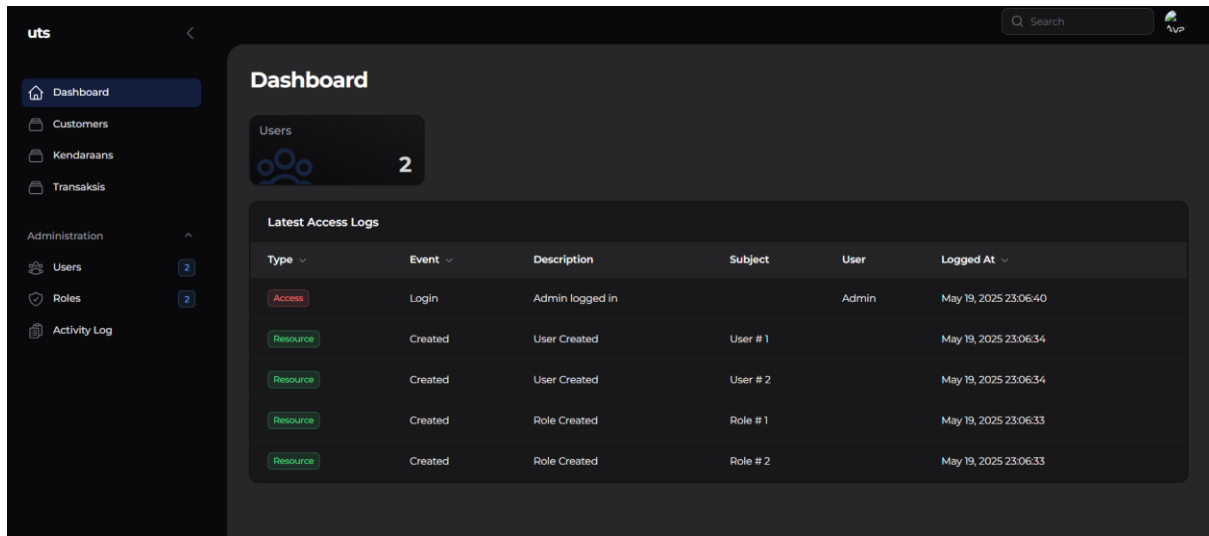 uts
Search
Dashboard
Customers
Kendaraans
Transaksis
Administration
Users 2
Roles 2
Activity Log
Dashboard
Users
2
Latest Access Logs
Type Event Description Subject User Logged At
Access Login Admin logged in Admin May 19, 2025 23:06:40
Resource Created User Created User # 1 May 19, 2025 23:06:34
Resource Created User Created User # 2 May 19, 2025 23:06:34
Resource Created Role Created Role # 1 May 19, 2025 23:06:33
Resource Created Role Created Role # 2 May 19, 2025 23:06:33